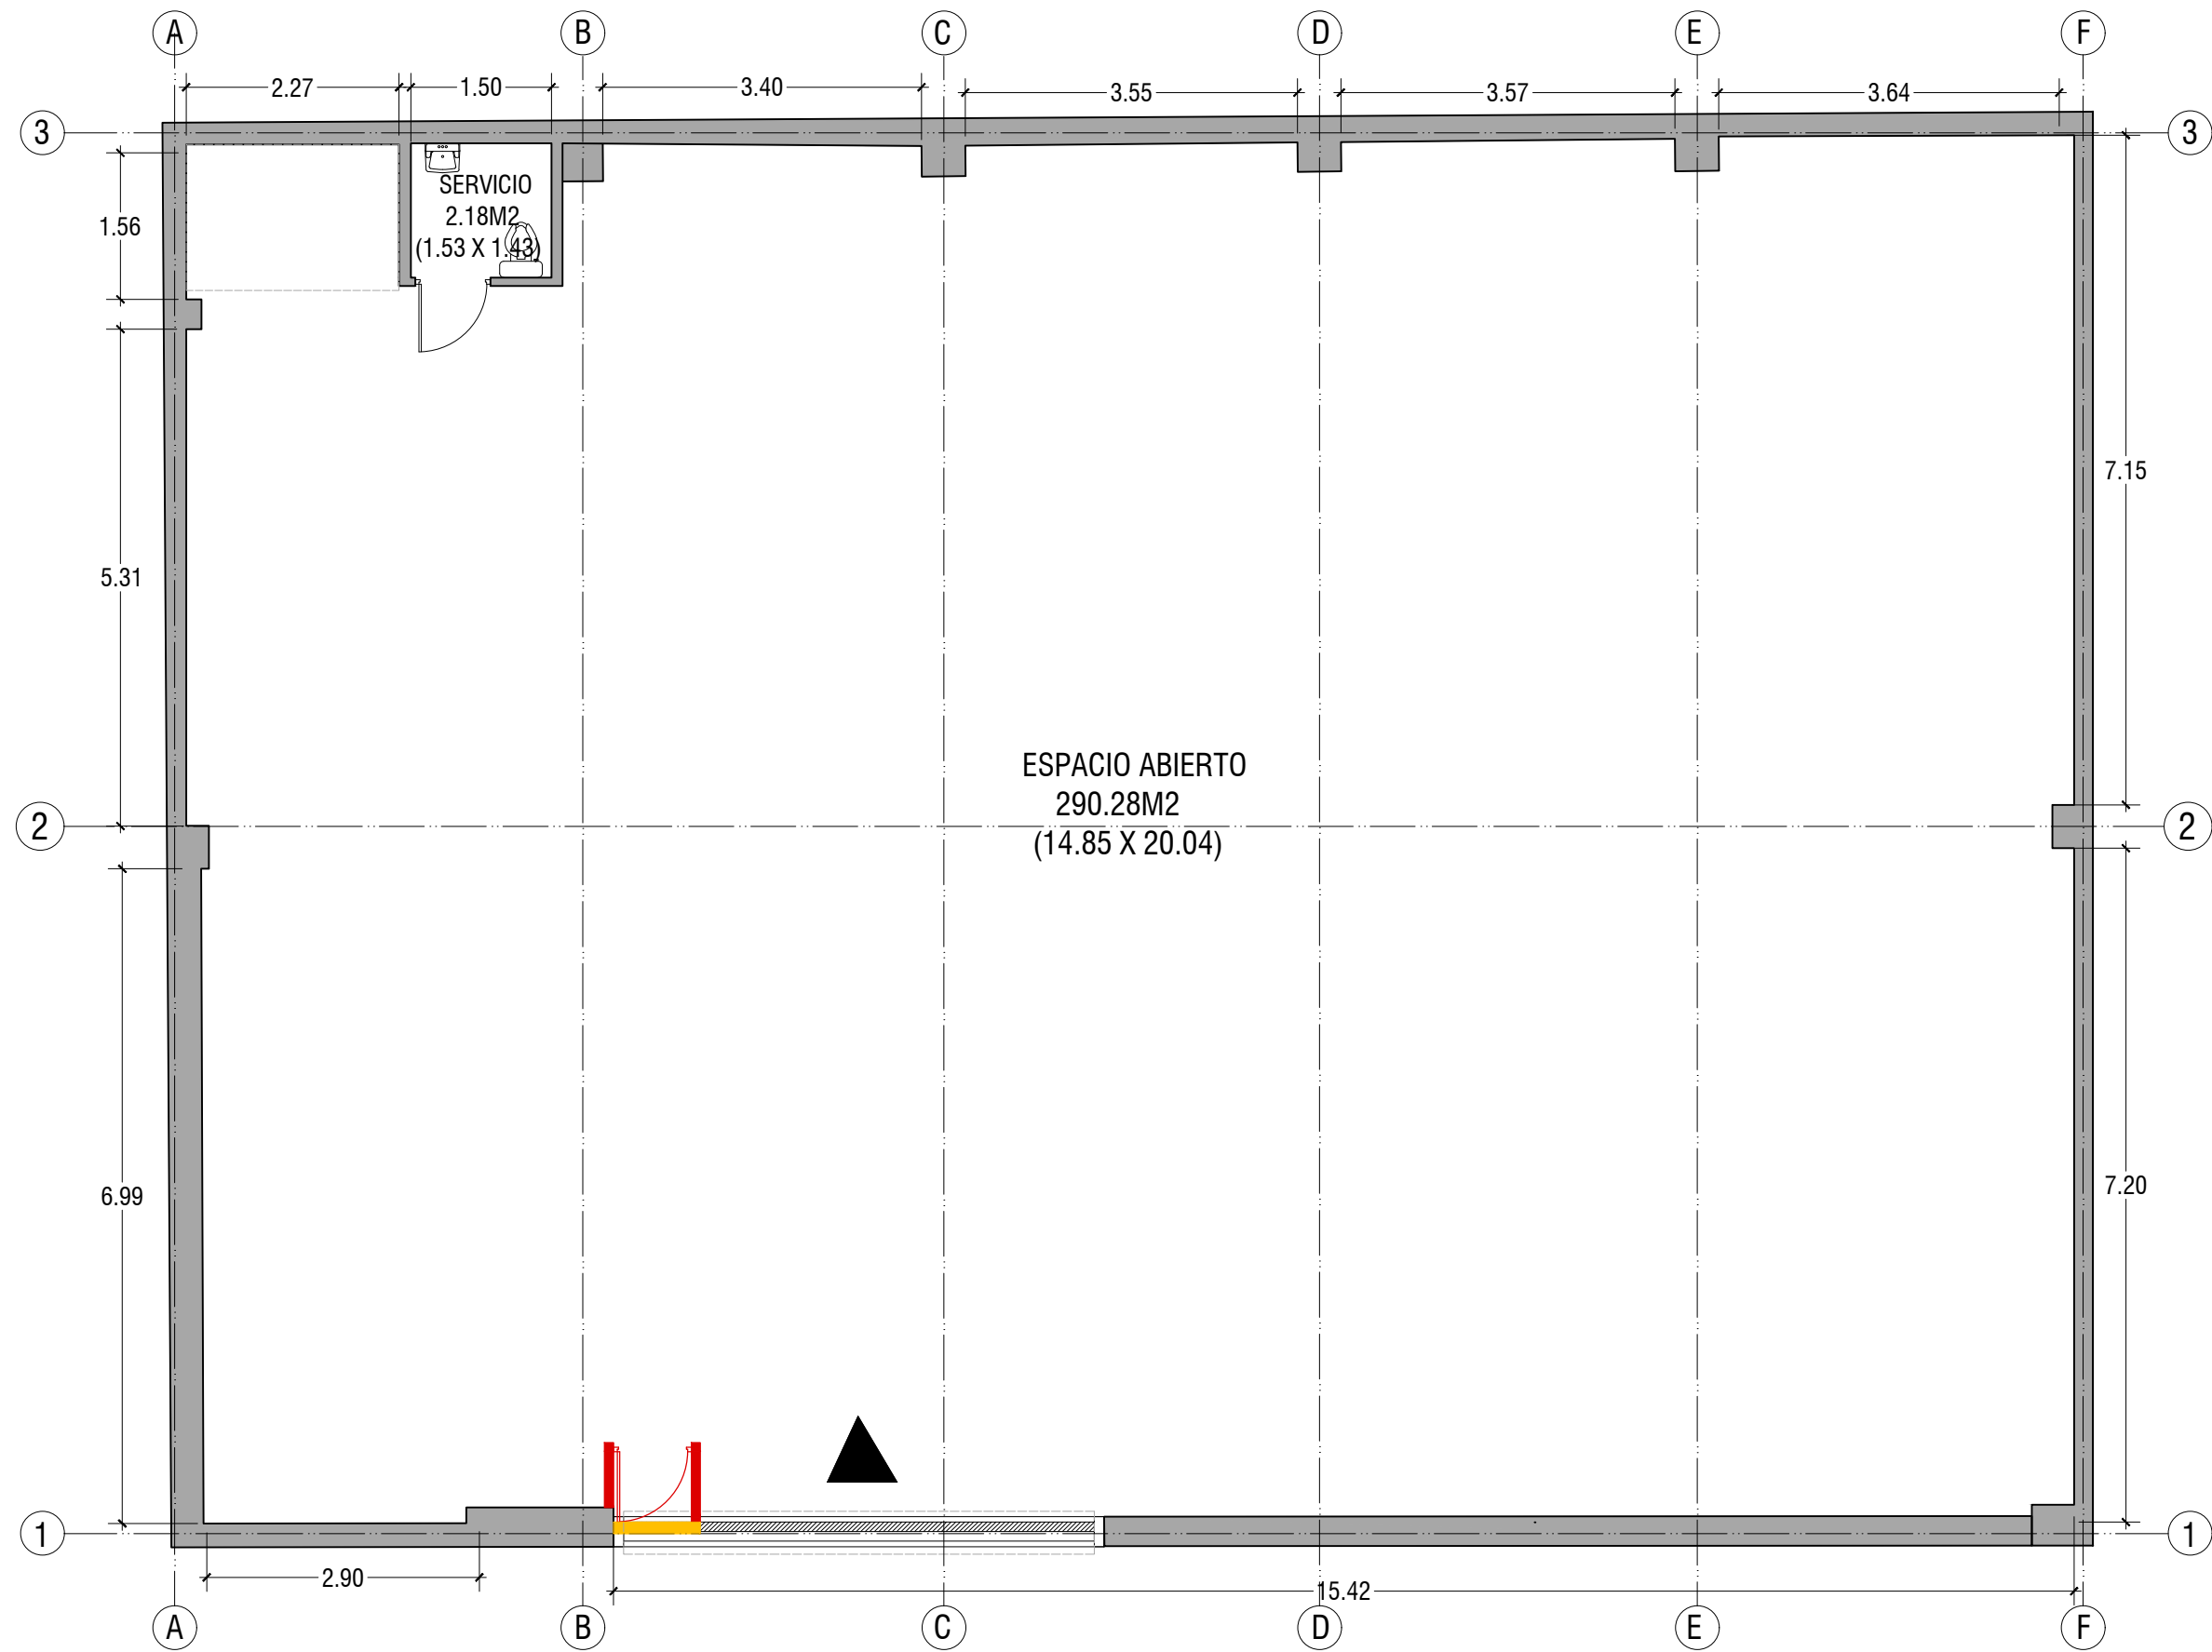 A B C D E F
2.27 1.50 3.40 3.55 3.57 3.64
3 3
SERVICIO
2.18M2
(1.53 X 1.43)
1.56
7.15
5.31
ESPACIO ABIERTO
290.28M2
(14.85 X 20.04)
2 2
6.99
7.20
1 1
2.90
15.42
A B C D E F